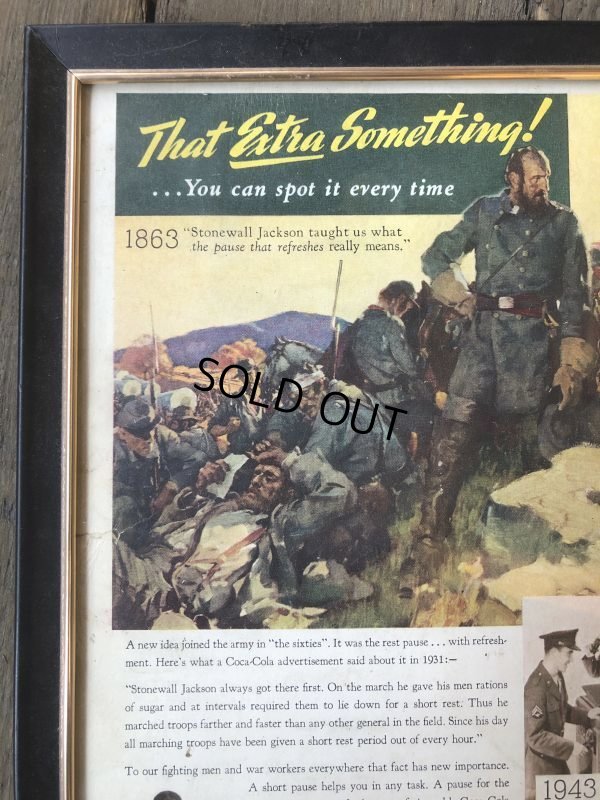 That Extra Something!
...You can spot it every time
1863 "Stonewall Jackson taught us what
the pause that refreshes really means."
SOLD OUT
A new idea joined the army in "the sixties". It was the rest pause ... with refresh-
ment. Here's what a Coca-Cola advertisement said about it in 1931:—
"Stonewall Jackson always got there first. On the march he gave his men rations
of sugar and at intervals required them to lie down for a short rest. Thus he
marched troops farther and faster than any other general in the field. Since his day
all marching troops have been given a short rest period out of every hour."
To our fighting men and war workers everywhere that fact has new importance.
A short pause helps you in any task. A pause for the
1943